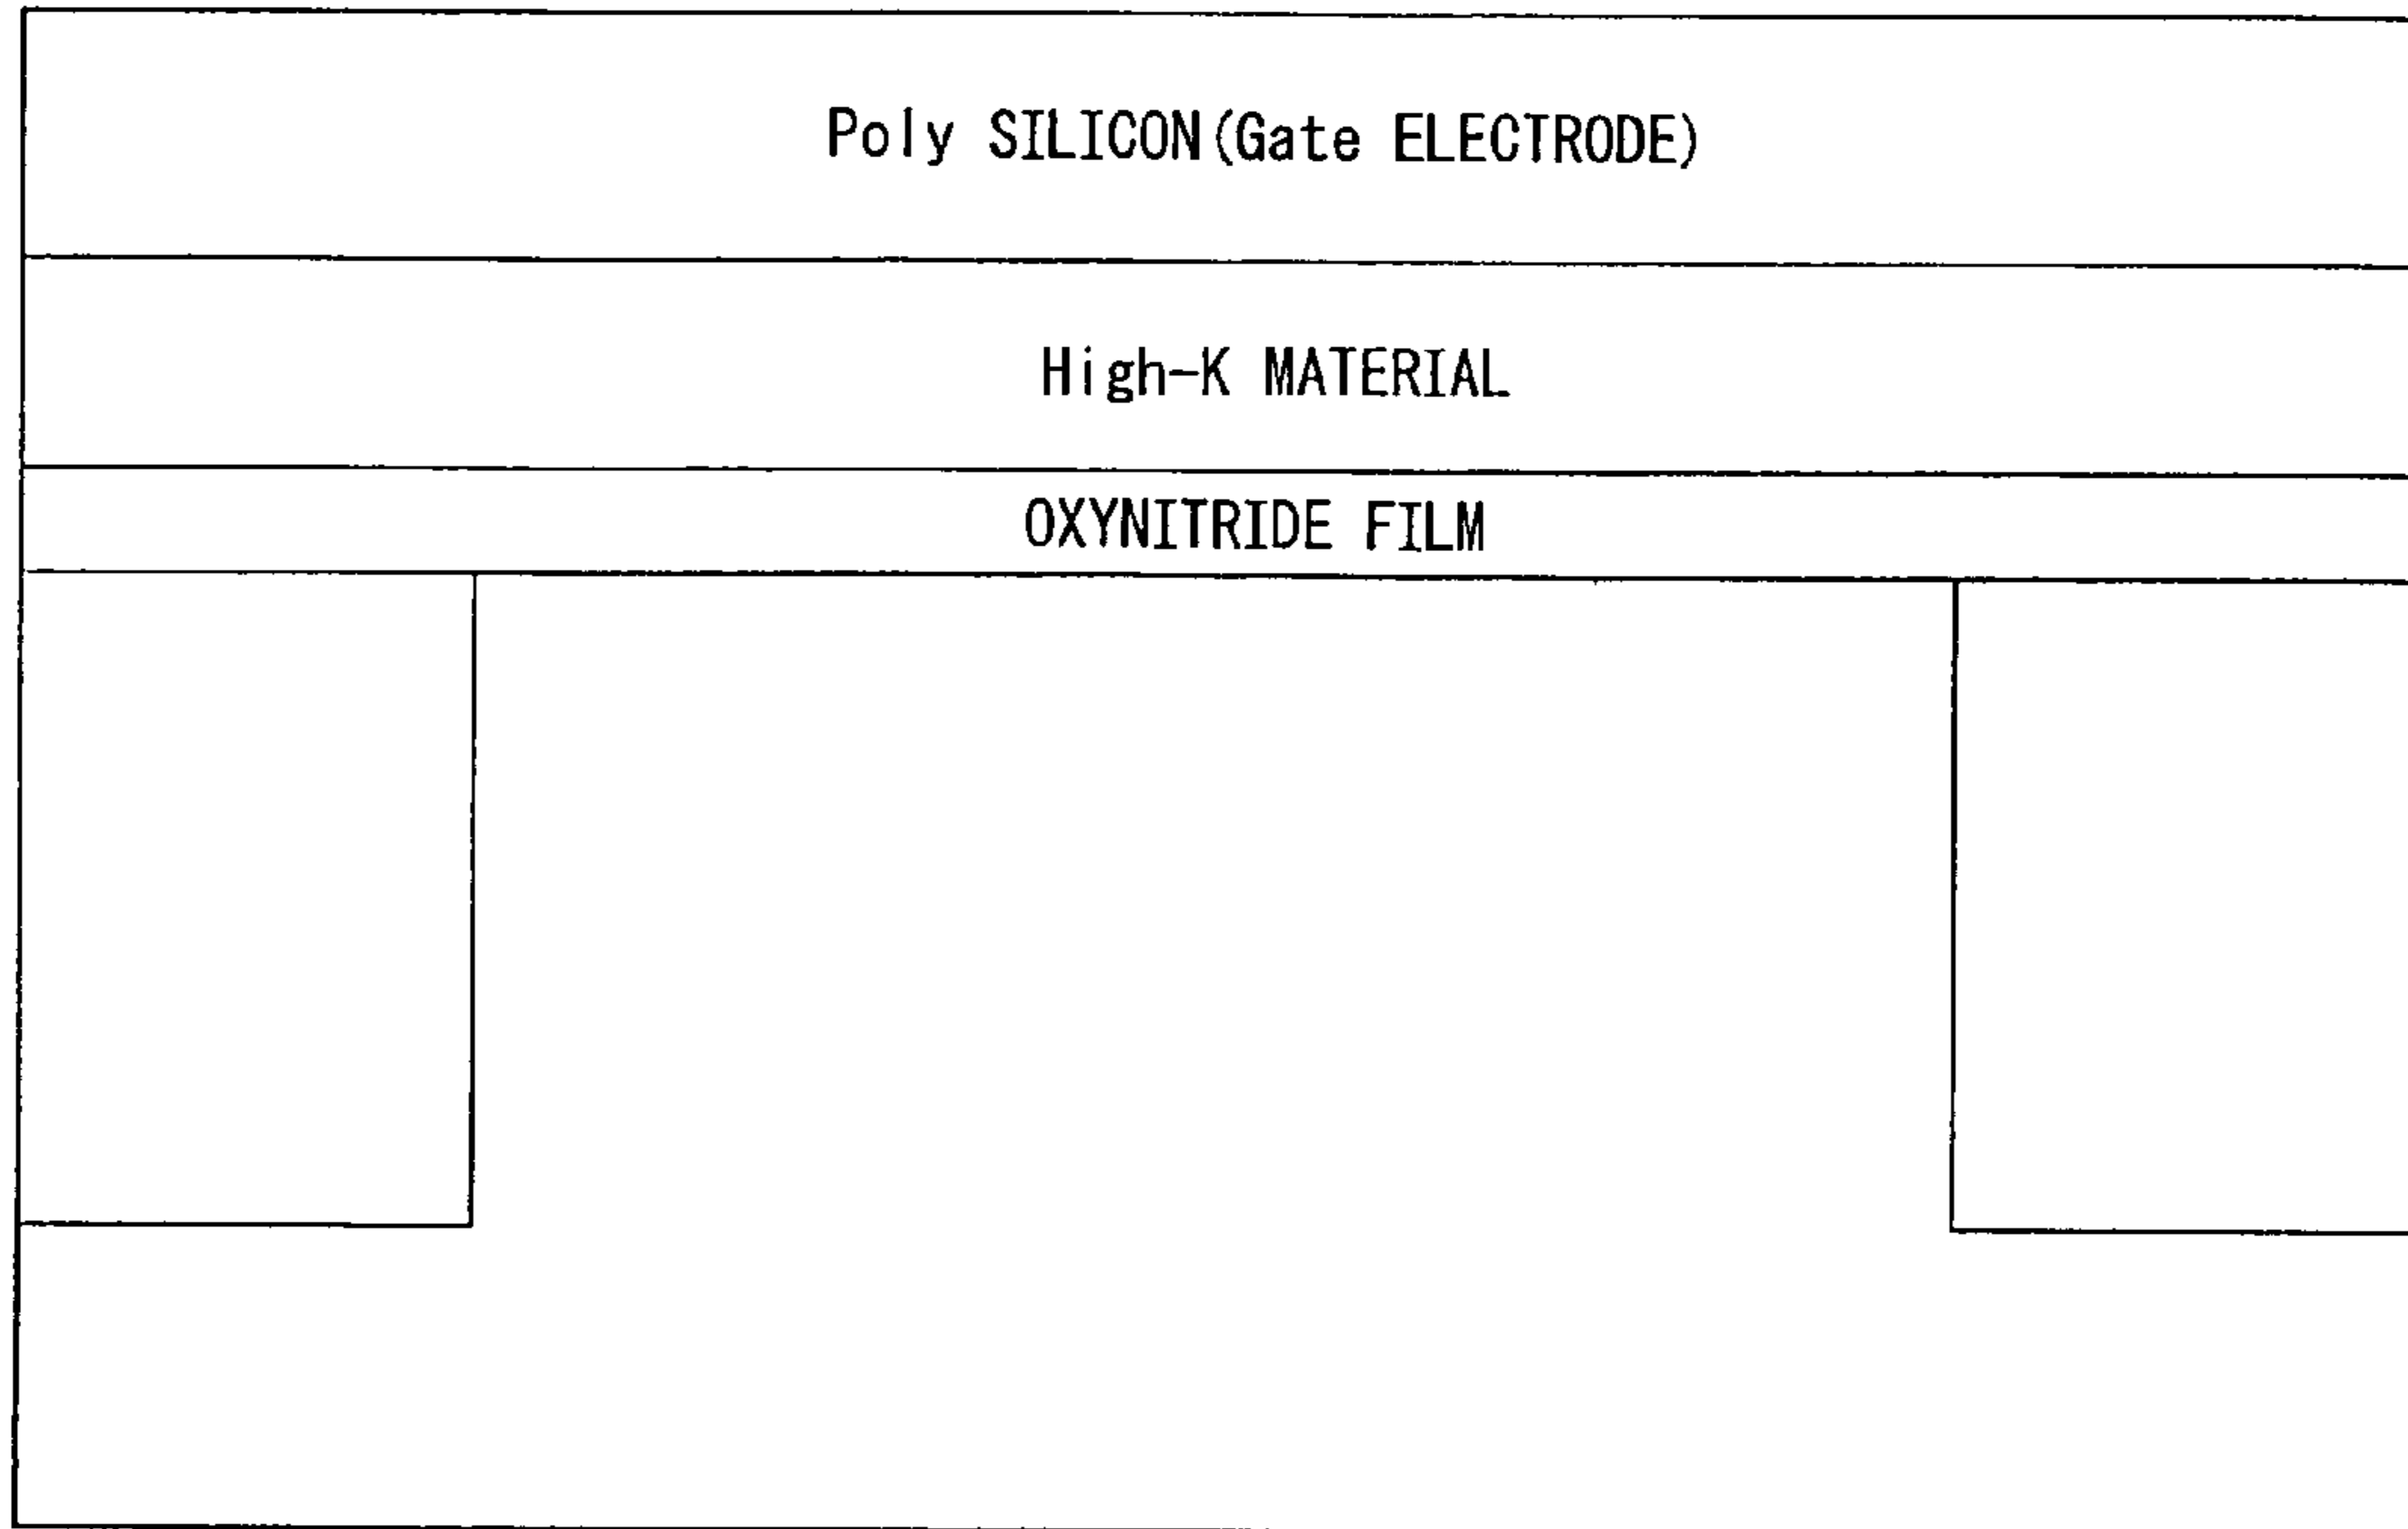 Poly SILICON(Gate ELECTRODE)
High-K MATERIAL
OXYNITRIDE FILM